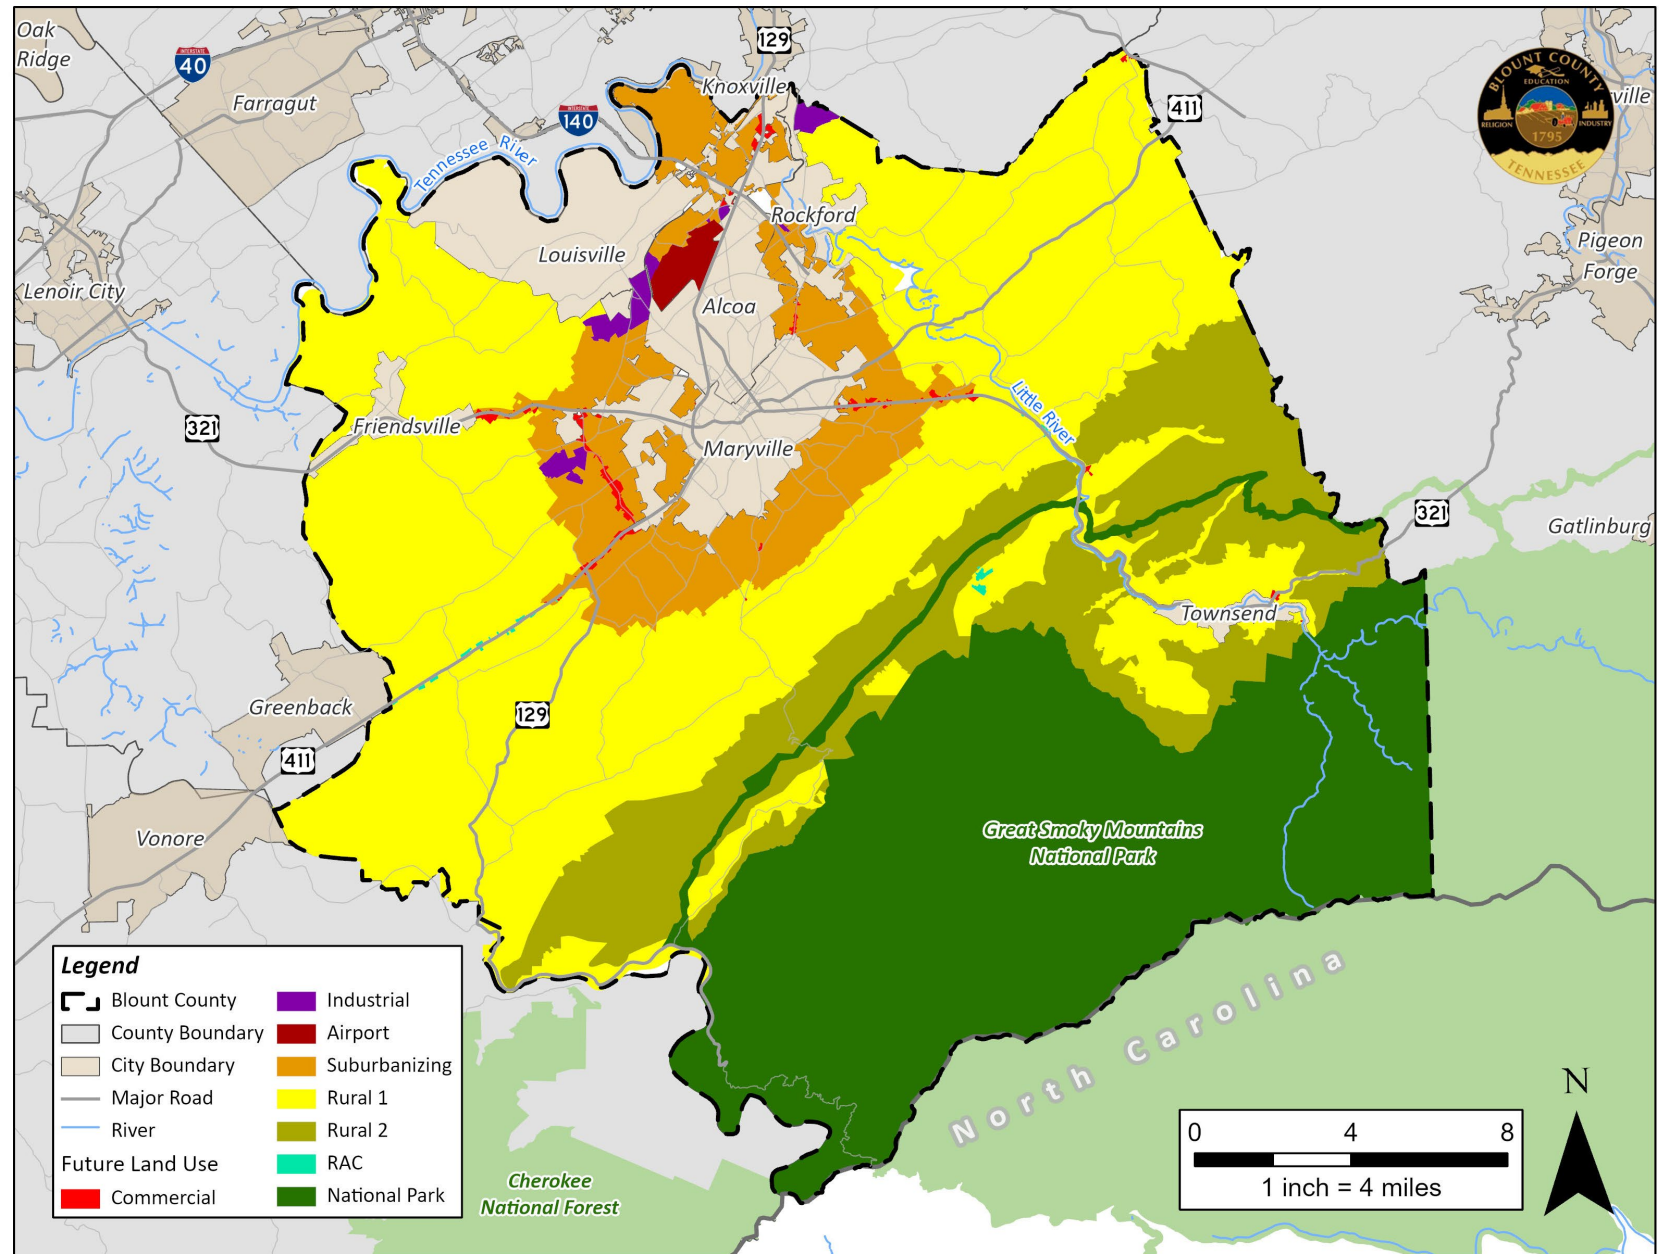 Oak
Ridge
INTERSTATE
40
Farragut
129
Knoxville
INTERSTATE
140
Tennessee River
411
BLOUNT COUNTY
EDUCATION
RELIGION
INDUSTRY
1795
TENNESSEE
ville
Rockford
Louisville
Pigeon
Forge
Lenoir City
Alcoa
321
Friendsville
Little River
Maryville
321
Gatlinburg
Townsend
Greenback
129
411
Vonore
Great Smoky Mountains
National Park
North Carolina
Cherokee
National Forest
Legend
Blount County
County Boundary
City Boundary
Major Road
River
Future Land Use
Commercial
Industrial
Airport
Suburbanizing
Rural 1
Rural 2
RAC
National Park
N
0 4 8
1 inch = 4 miles